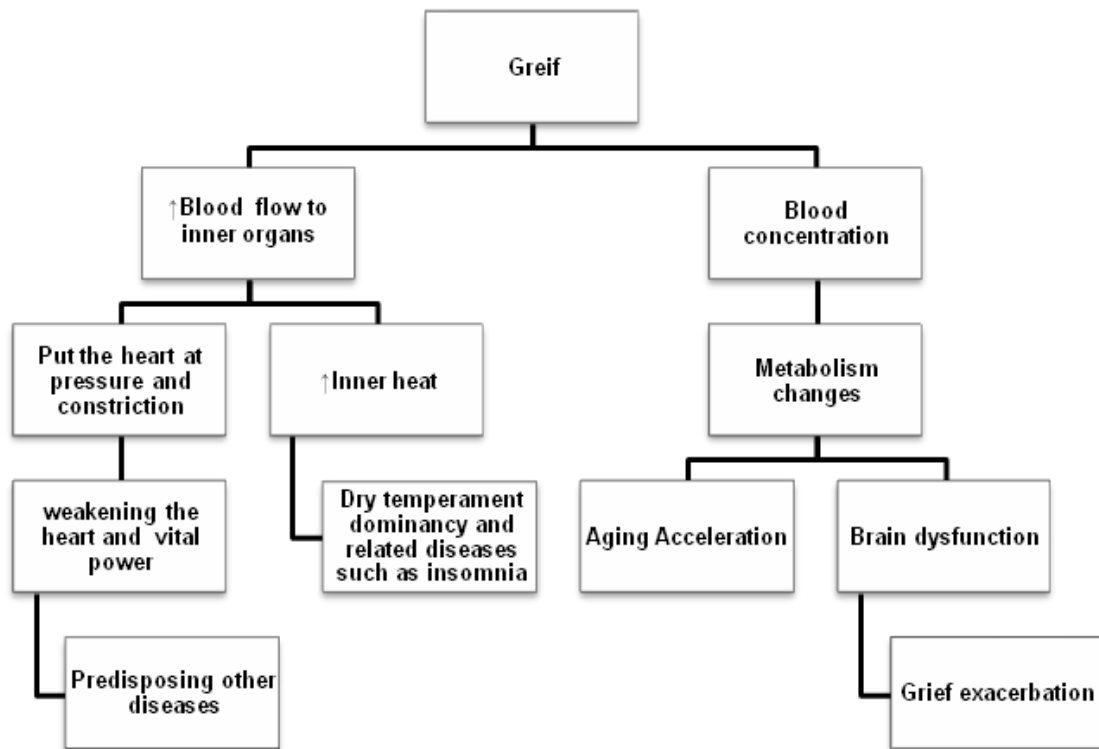 Greif
↑Blood flow to
inner organs
Blood
concentration
Put the heart at
pressure and
constriction
↑Inner heat
Metabolism
changes
weakening the
heart and vital
power
Dry temperament
dominancy and
related diseases
such as insomnia
Aging Acceleration
Brain dysfunction
Predisposing other
diseases
Grief exacerbation